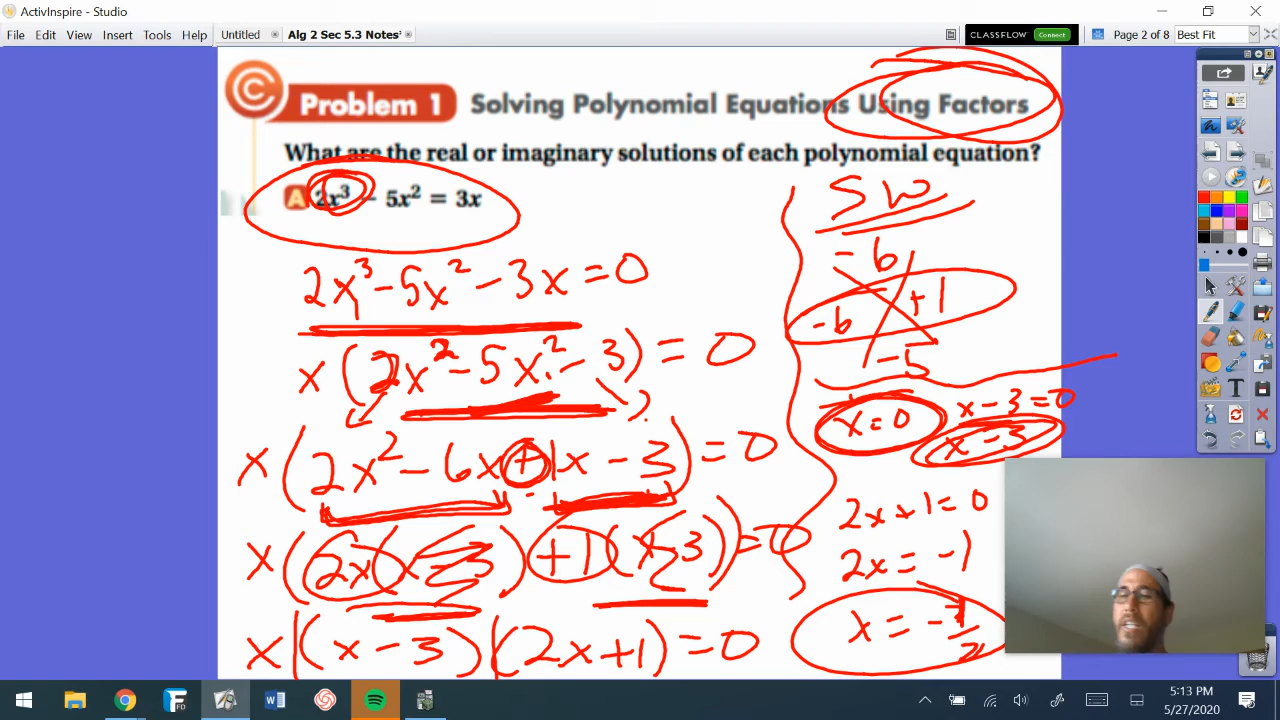 ActivInspire - Studio
File Edit View Insert Tools Help Untitled Alg 2 Sec 5.3 Notes* CLASSFLOW Connect Page 2 of 8 Best Fit
C Problem 1 Solving Polynomial Equations Using Factors
What are the real or imaginary solutions of each polynomial equation?
A 2x³ - 5x² = 3x
2x³ - 5x² - 3x = 0
x(2x² - 5x² - 3) = 0
x(2x² - 6x + 1x - 3) = 0
x(2x(x - 3) + 1(x - 3)) = 0
x(x - 3)(2x + 1) = 0
SW
- 6
- 6 + 1
- 5
x = 0 x - 3 = 0
x - 3
2x + 1 = 0
2x = -1
x = -1/2
FD
5:13 PM
5/27/2020